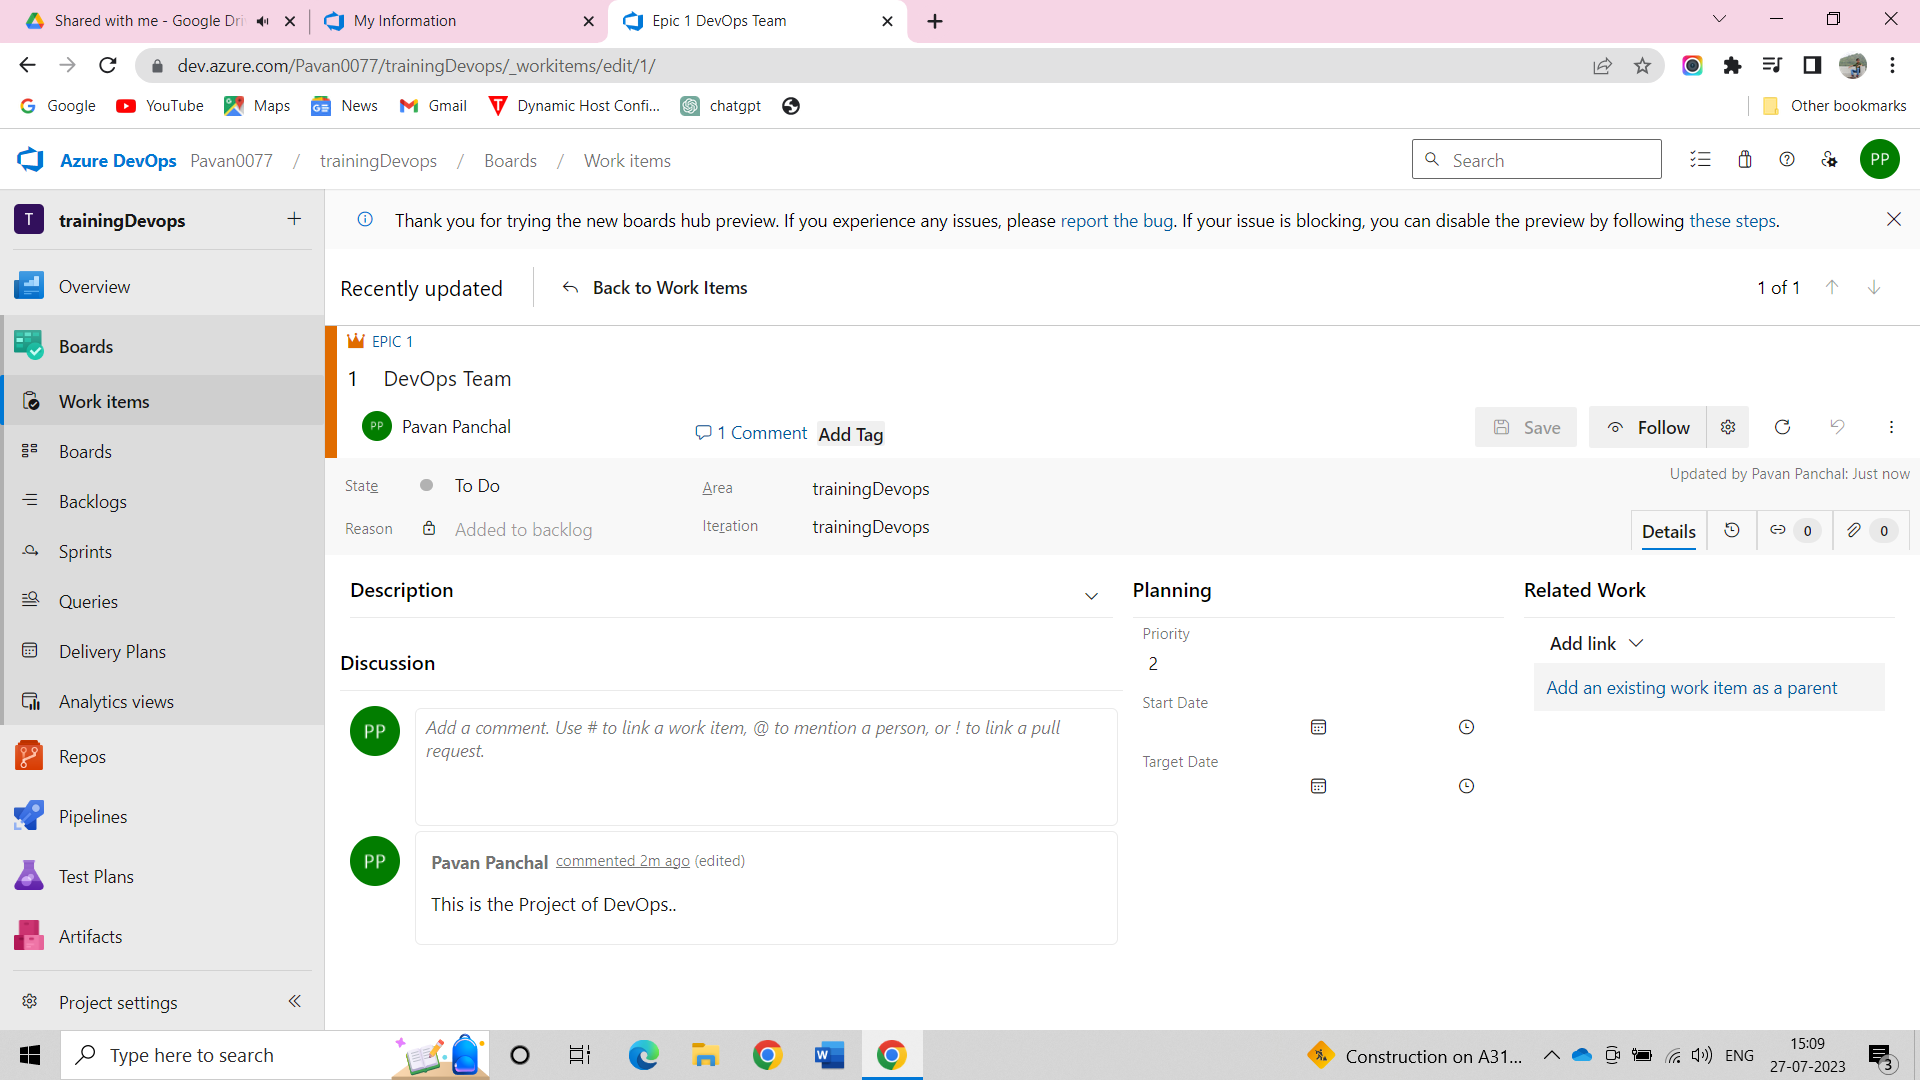 Shared with me - Google Dri
My Information
Epic 1 DevOps Team
dev.azure.com/Pavan0077/trainingDevops/_workitems/edit/1/
Google
YouTube
Maps
News
Gmail
Dynamic Host Confi...
chatgpt
Other bookmarks
Azure DevOps
Pavan0077 / trainingDevops / Boards / Work items
Search
PP
T
trainingDevops
Thank you for trying the new boards hub preview. If you experience any issues, please report the bug. If your issue is blocking, you can disable the preview by following these steps.
Overview
Boards
Work items
Boards
Backlogs
Sprints
Queries
Delivery Plans
Analytics views
Repos
Pipelines
Test Plans
Artifacts
Project settings
Recently updated
Back to Work Items
1 of 1
EPIC 1
1 DevOps Team
PP
Pavan Panchal
1 Comment
Add Tag
Save
Follow
State
To Do
Area
trainingDevops
Updated by Pavan Panchal: Just now
Reason
Added to backlog
Iteration
trainingDevops
Details
0
0
Description
Discussion
PP
Add a comment. Use # to link a work item, @ to mention a person, or ! to link a pull
request.
PP
Pavan Panchal commented 2m ago (edited)
This is the Project of DevOps..
Planning
Priority
2
Start Date
Target Date
Related Work
Add link
Add an existing work item as a parent
Type here to search
Construction on A31...
ENG
15:09
27-07-2023
3